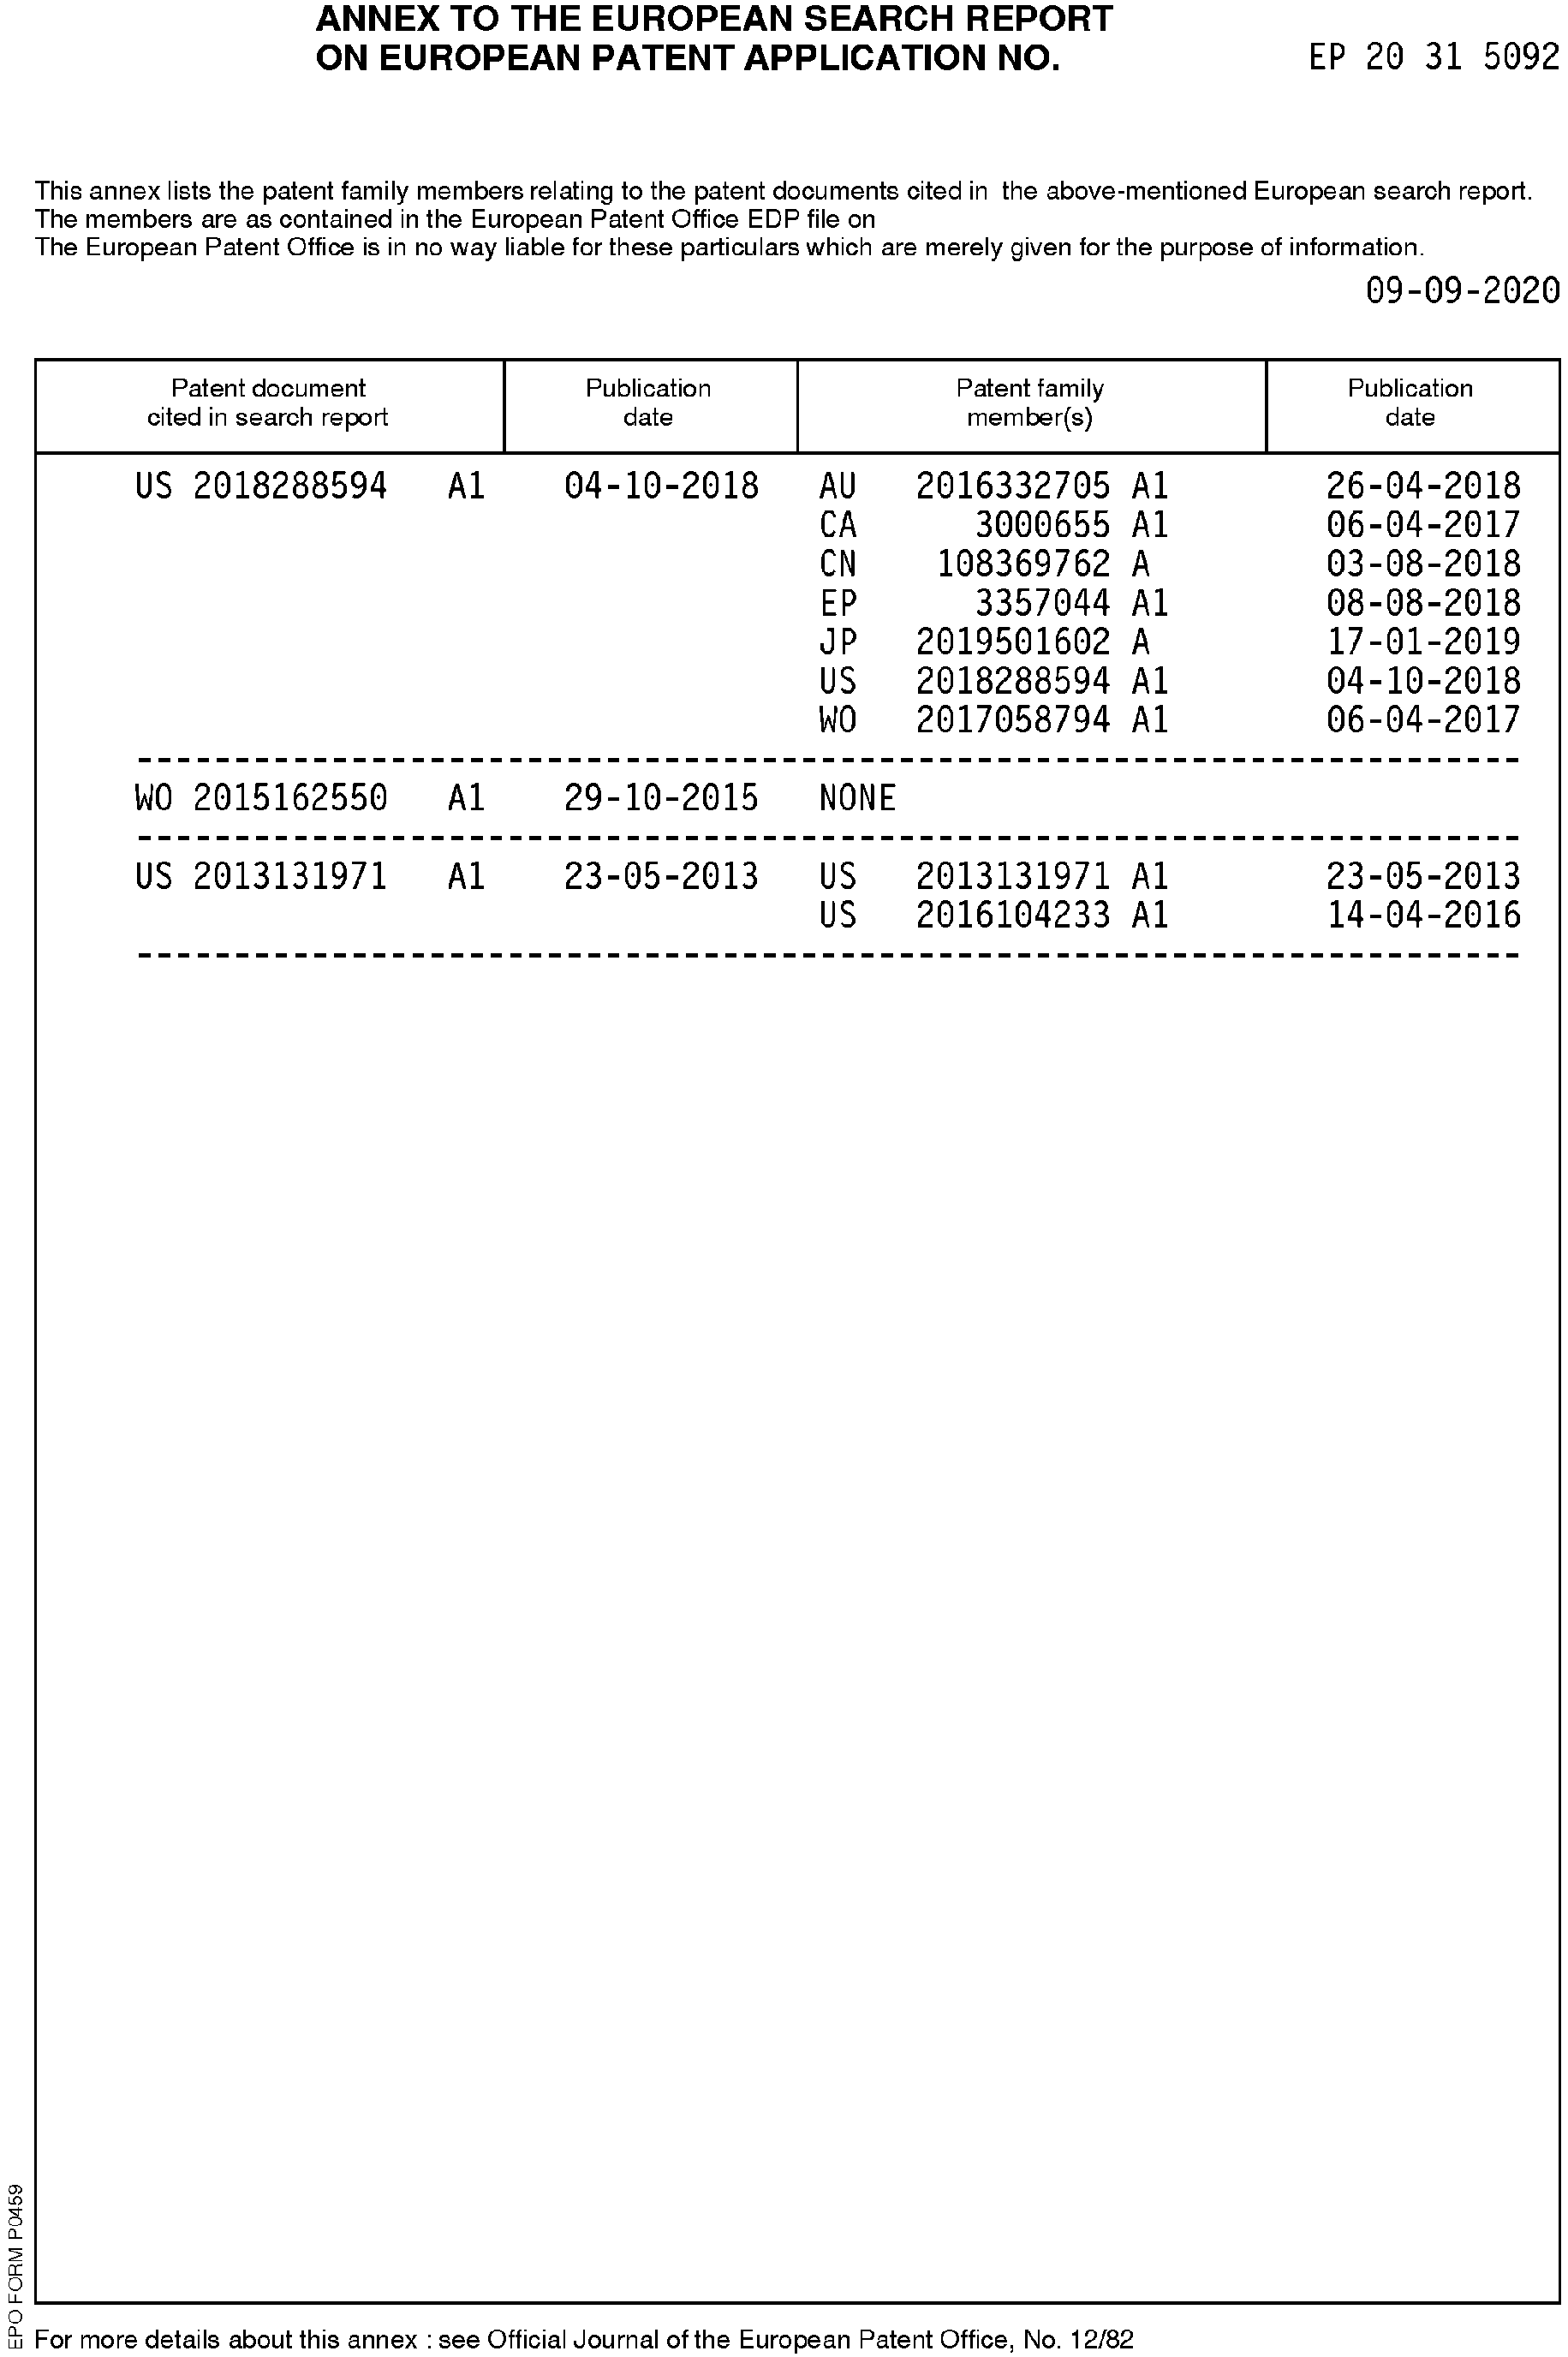 ANNEX TO THE EUROPEAN SEARCH REPORT
ON EUROPEAN PATENT APPLICATION NO. EP 20 31 5092
This annex lists the patent family members relating to the patent documents cited in the above-mentioned European search report.
The members are as contained in the European Patent Office EDP file on
The European Patent Office is in no way liable for these particulars which are merely given for the purpose of information.
09-09-2020
Patent document cited in search report Publication date Patent family member(s) Publication date
US 2018288594 A1 04-10-2018 AU 2016332705 A1 26-04-2018
CA 3000655 A1 06-04-2017
CN 108369762 A 03-08-2018
EP 3357044 A1 08-08-2018
JP 2019501602 A 17-01-2019
US 2018288594 A1 04-10-2018
WO 2017058794 A1 06-04-2017
WO 2015162550 A1 29-10-2015 NONE
US 2013131971 A1 23-05-2013 US 2013131971 A1 23-05-2013
US 2016104233 A1 14-04-2016
EPO FORM P0459
For more details about this annex : see Official Journal of the European Patent Office, No. 12/82